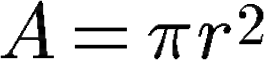 A = πr²